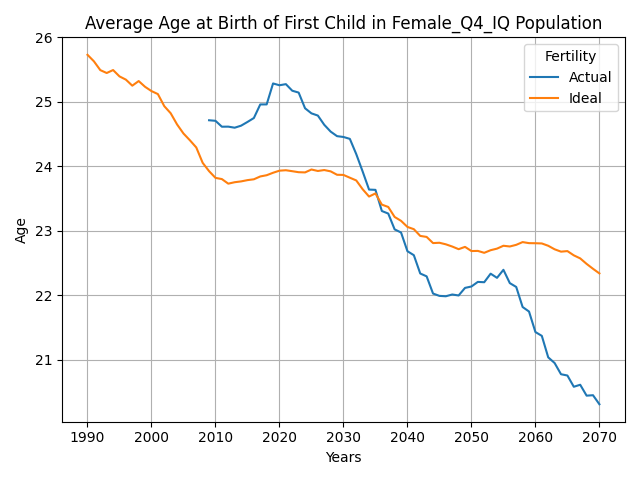 Average Age at Birth of First Child in Female_Q4_IQ Population
Fertility
Actual
Ideal
Age
26
25
24
23
22
21
1990 2000 2010 2020 2030 2040 2050 2060 2070
Years